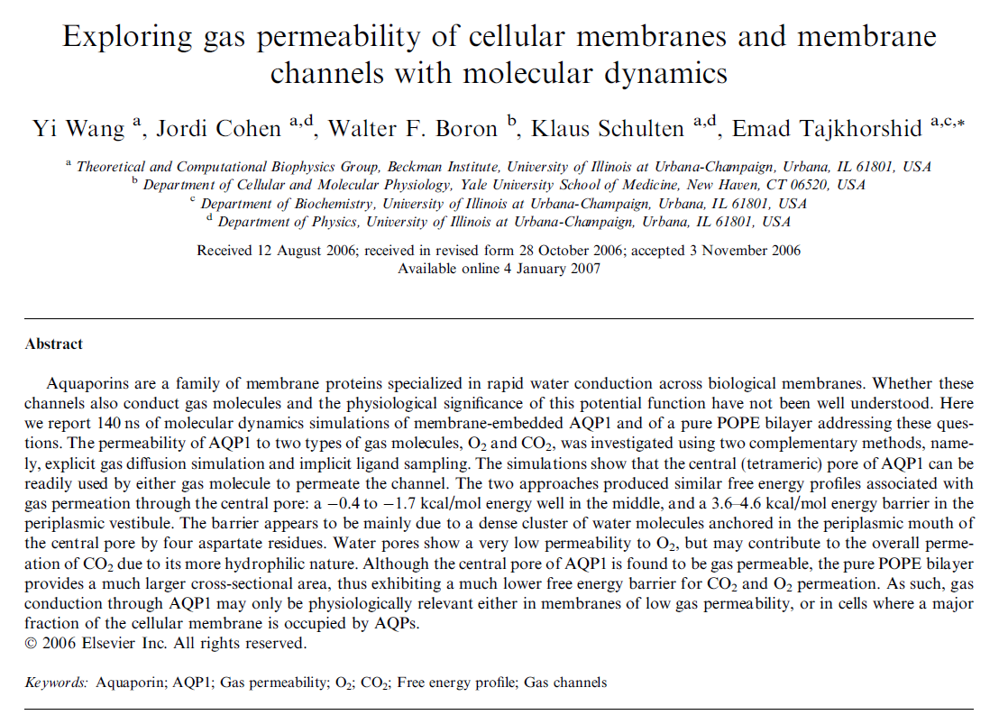 Exploring gas permeability of cellular membranes and membrane
channels with molecular dynamics
Yi Wang a, Jordi Cohen a,d, Walter F. Boron b, Klaus Schulten a,d, Emad Tajkhorshid a,c,*
a Theoretical and Computational Biophysics Group, Beckman Institute, University of Illinois at Urbana-Champaign, Urbana, IL 61801, USA
b Department of Cellular and Molecular Physiology, Yale University School of Medicine, New Haven, CT 06520, USA
c Department of Biochemistry, University of Illinois at Urbana-Champaign, Urbana, IL 61801, USA
d Department of Physics, University of Illinois at Urbana-Champaign, Urbana, IL 61801, USA
Received 12 August 2006; received in revised form 28 October 2006; accepted 3 November 2006
Available online 4 January 2007
Abstract
Aquaporins are a family of membrane proteins specialized in rapid water conduction across biological membranes. Whether these
channels also conduct gas molecules and the physiological significance of this potential function have not been well understood. Here
we report 140 ns of molecular dynamics simulations of membrane-embedded AQP1 and of a pure POPE bilayer addressing these ques-
tions. The permeability of AQP1 to two types of gas molecules, O2 and CO2, was investigated using two complementary methods, name-
ly, explicit gas diffusion simulation and implicit ligand sampling. The simulations show that the central (tetrameric) pore of AQP1 can be
readily used by either gas molecule to permeate the channel. The two approaches produced similar free energy profiles associated with
gas permeation through the central pore: a −0.4 to −1.7 kcal/mol energy well in the middle, and a 3.6–4.6 kcal/mol energy barrier in the
periplasmic vestibule. The barrier appears to be mainly due to a dense cluster of water molecules anchored in the periplasmic mouth of
the central pore by four aspartate residues. Water pores show a very low permeability to O2, but may contribute to the overall perme-
ation of CO2 due to its more hydrophilic nature. Although the central pore of AQP1 is found to be gas permeable, the pure POPE bilayer
provides a much larger cross-sectional area, thus exhibiting a much lower free energy barrier for CO2 and O2 permeation. As such, gas
conduction through AQP1 may only be physiologically relevant either in membranes of low gas permeability, or in cells where a major
fraction of the cellular membrane is occupied by AQPs.
© 2006 Elsevier Inc. All rights reserved.
Keywords: Aquaporin; AQP1; Gas permeability; O2; CO2; Free energy profile; Gas channels